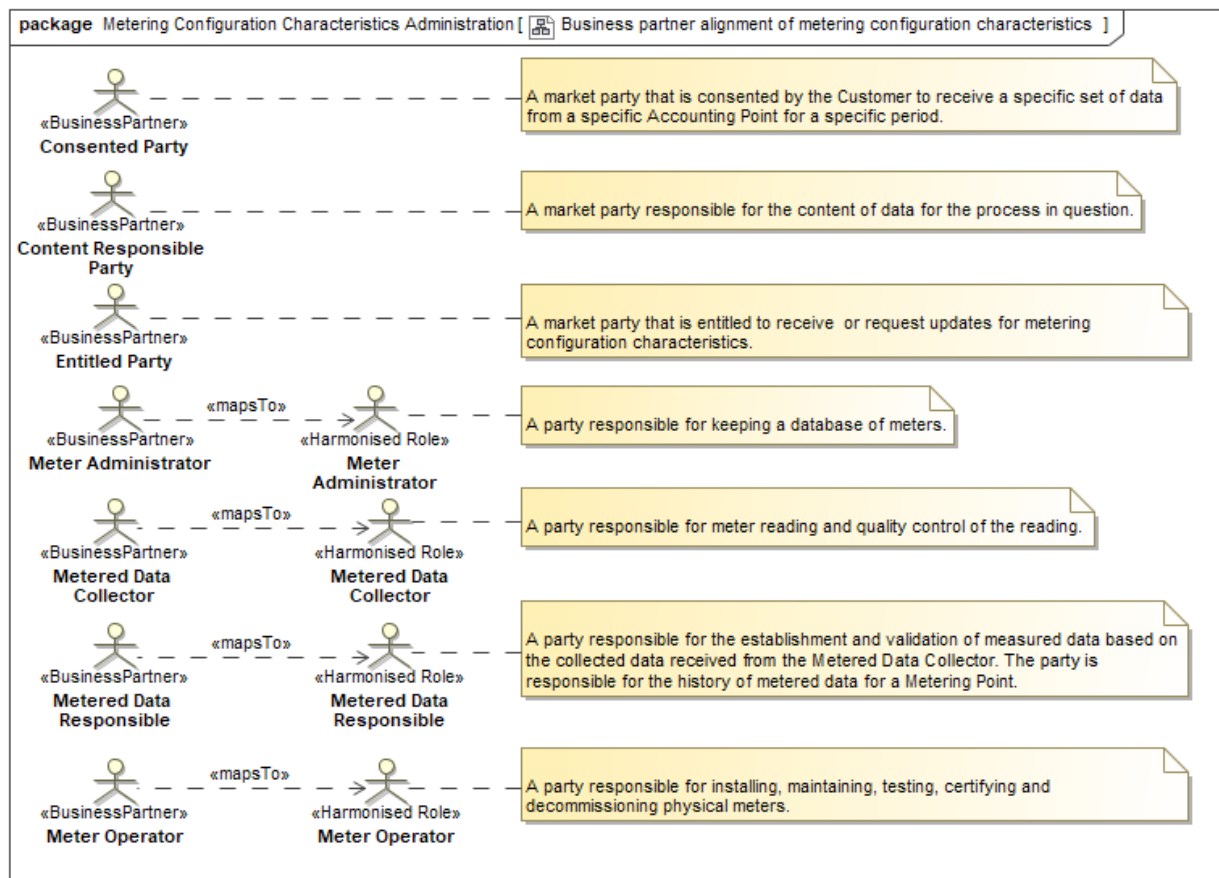 package Metering Configuration Characteristics Administration [ Business partner alignment of metering configuration characteristics ]
«BusinessPartner»
Consented Party
A market party that is consented by the Customer to receive a specific set of data
from a specific Accounting Point for a specific period.
«BusinessPartner»
Content Responsible
Party
A market party responsible for the content of data for the process in question.
«BusinessPartner»
Entitled Party
A market party that is entitled to receive or request updates for metering
configuration characteristics.
«BusinessPartner»
Meter Administrator
«mapsTo»
«Harmonised Role»
Meter
Administrator
A party responsible for keeping a database of meters.
«BusinessPartner»
Metered Data
Collector
«mapsTo»
«Harmonised Role»
Metered Data
Collector
A party responsible for meter reading and quality control of the reading.
«BusinessPartner»
Metered Data
Responsible
«mapsTo»
«Harmonised Role»
Metered Data
Responsible
A party responsible for the establishment and validation of measured data based on
the collected data received from the Metered Data Collector. The party is
responsible for the history of metered data for a Metering Point.
«BusinessPartner»
Meter Operator
«mapsTo»
«Harmonised Role»
Meter Operator
A party responsible for installing, maintaining, testing, certifying and
decommissioning physical meters.